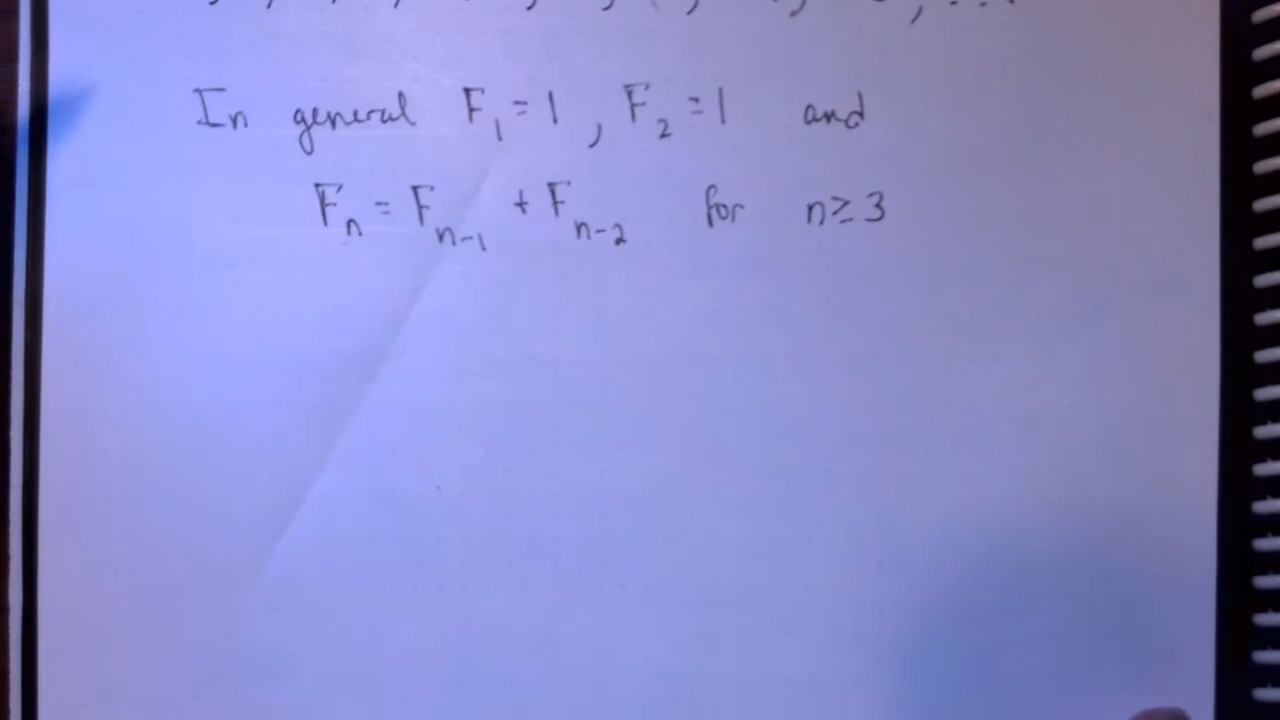 In general F₁ = 1, F₂ = 1 and
Fₙ = Fₙ₋₁ + Fₙ₋₂ for n ≥ 3